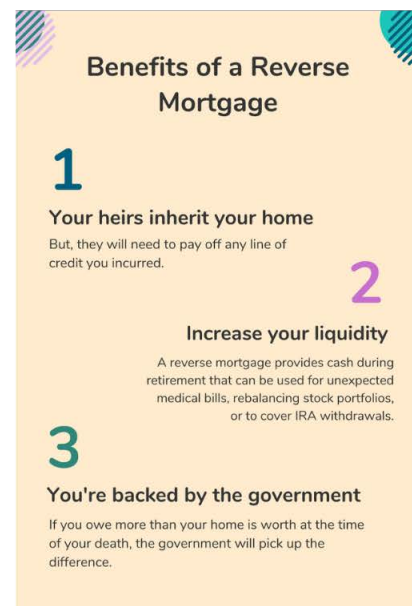 Benefits of a Reverse
Mortgage
1
Your heirs inherit your home
But, they will need to pay off any line of
credit you incurred.
2
Increase your liquidity
A reverse mortgage provides cash during
retirement that can be used for unexpected
medical bills, rebalancing stock portfolios,
or to cover IRA withdrawals.
3
You're backed by the government
If you owe more than your home is worth at the time
of your death, the government will pick up the
difference.